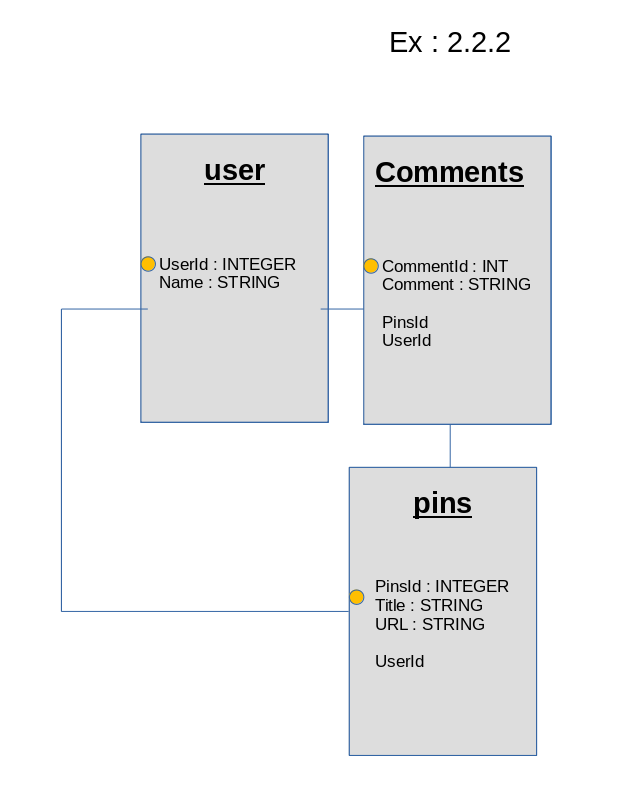 Ex : 2.2.2
user
UserId : INTEGER
Name : STRING
Comments
CommentId : INT
Comment : STRING
PinsId
UserId
pins
PinsId : INTEGER
Title : STRING
URL : STRING
UserId